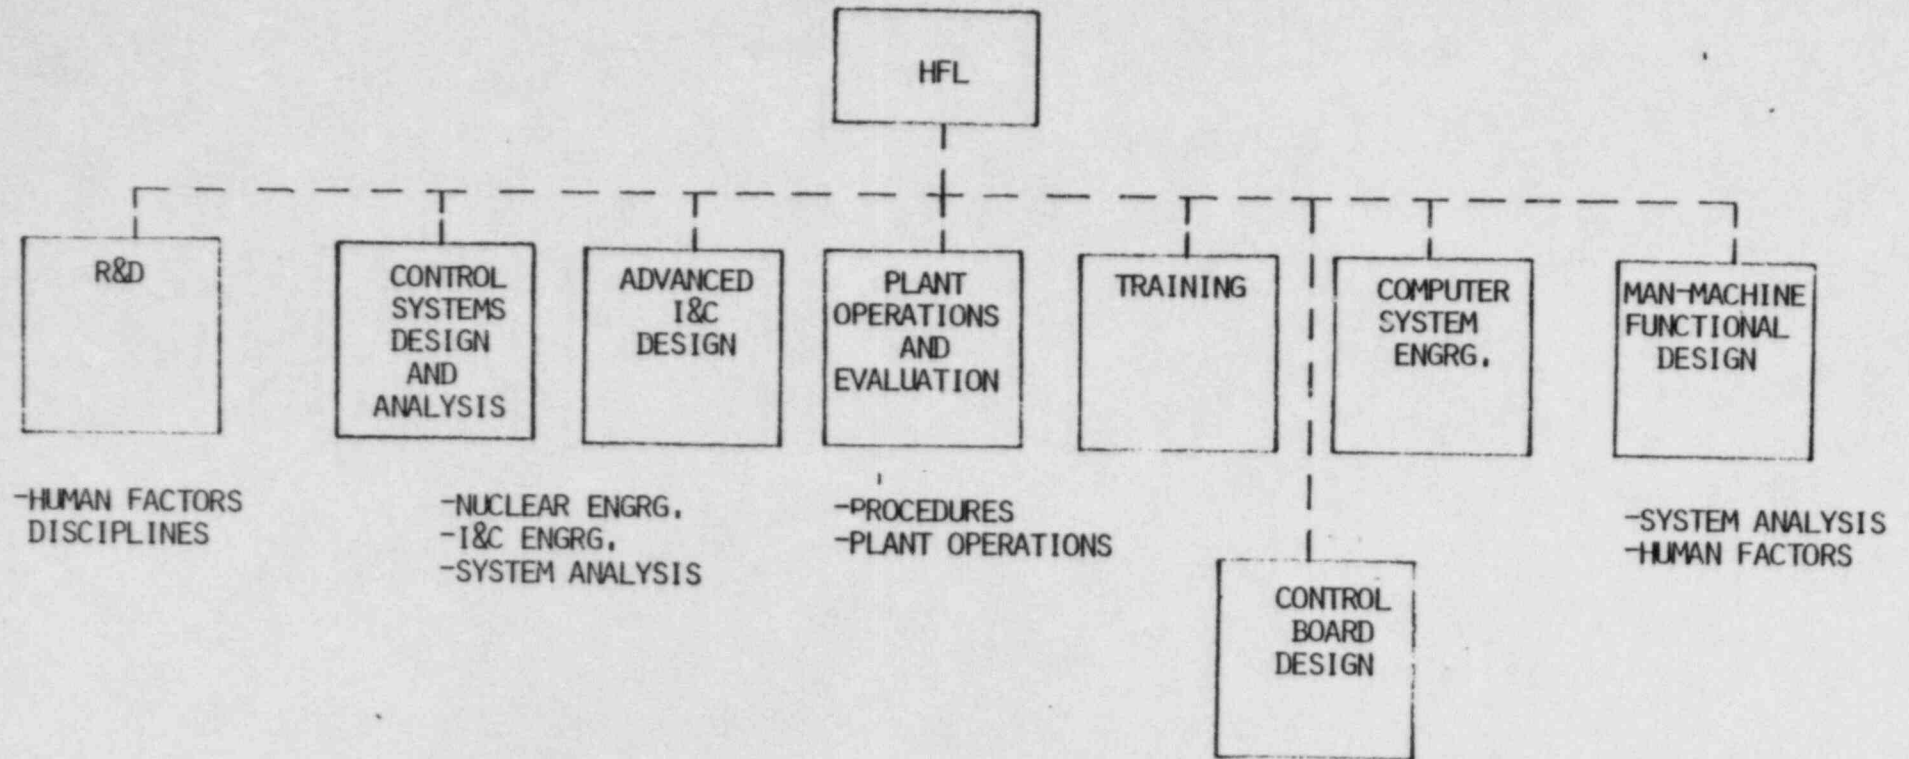 HFL
R&D
CONTROL
SYSTEMS
DESIGN
AND
ANALYSIS
ADVANCED
I&C
DESIGN
PLANT
OPERATIONS
AND
EVALUATION
TRAINING
COMPUTER
SYSTEM
ENGRG.
MAN-MACHINE
FUNCTIONAL
DESIGN
-HUMAN FACTORS
DISCIPLINES
-NUCLEAR ENGRG.
-I&C ENGRG.
-SYSTEM ANALYSIS
-PROCEDURES
-PLANT OPERATIONS
CONTROL
BOARD
DESIGN
-SYSTEM ANALYSIS
-HUMAN FACTORS